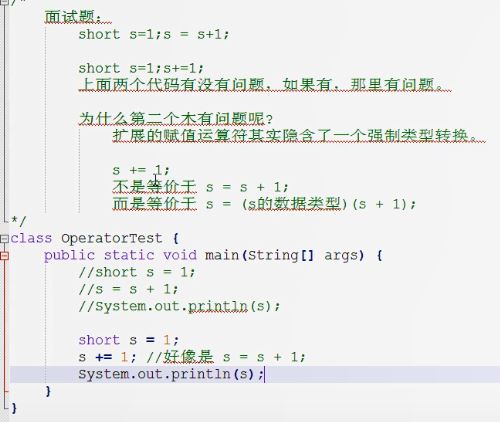 /*
面试题：
short s=1;s = s+1;
short s=1;s+=1;
上面两个代码有没有问题，如果有，那里有问题。
为什么第二个木有问题呢?
扩展的赋值运算符其实隐含了一个强制类型转换。
s += 1;
不是等价于 s = s + 1;
而是等价于 s = (s的数据类型)(s + 1);
*/
class OperatorTest {
public static void main(String[] args) {
//short s = 1;
//s = s + 1;
//System.out.println(s);
short s = 1;
s += 1; //好像是 s = s + 1;
System.out.println(s);
}
}